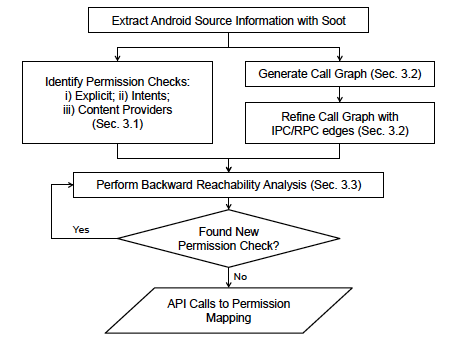 Extract Android Source Information with Soot
Identify Permission Checks:
i) Explicit; ii) Intents;
iii) Content Providers
(Sec. 3.1)
Generate Call Graph (Sec. 3.2)
Refine Call Graph with
IPC/RPC edges (Sec. 3.2)
Perform Backward Reachability Analysis (Sec. 3.3)
Yes
Found New
Permission Check?
No
API Calls to Permission
Mapping